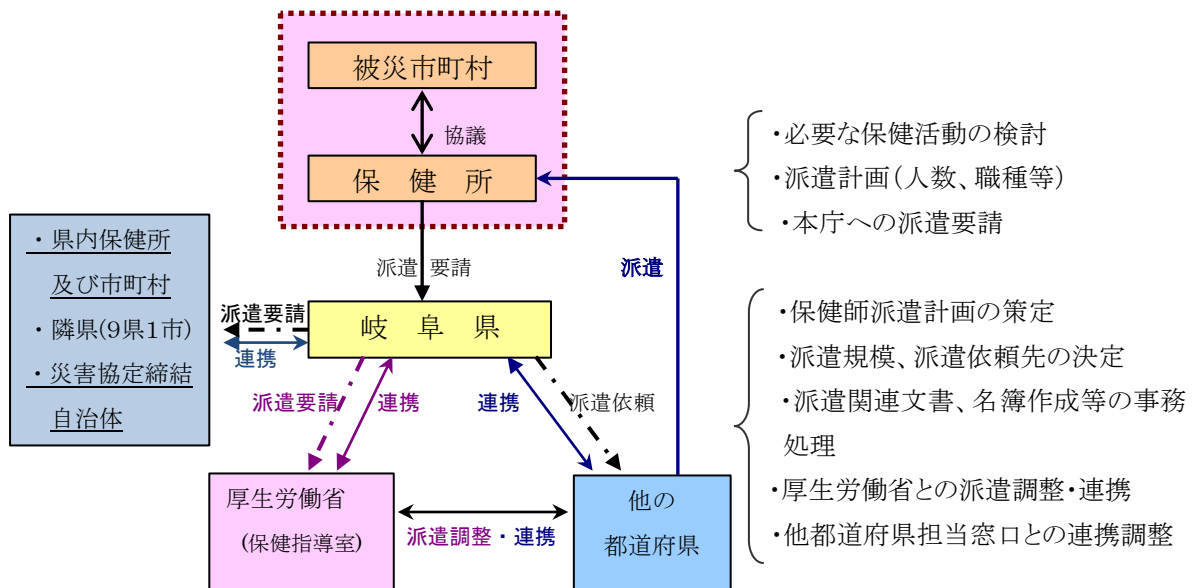 被災市町村
協議
保健所
・必要な保健活動の検討
・派遣計画(人数、職種等)
・本庁への派遣要請
・県内保健所
及び市町村
・隣県(9県1市)
・災害協定締結
自治体
派遣要請
派遣
派遣要請
連携
岐阜県
派遣要請
連携
連携
派遣依頼
・保健師派遣計画の策定
・派遣規模、派遣依頼先の決定
・派遣関連文書、名簿作成等の事務
処理
・厚生労働省との派遣調整・連携
・他都道府県担当窓口との連携調整
厚生労働省
(保健指導室)
派遣調整・連携
他の
都道府県